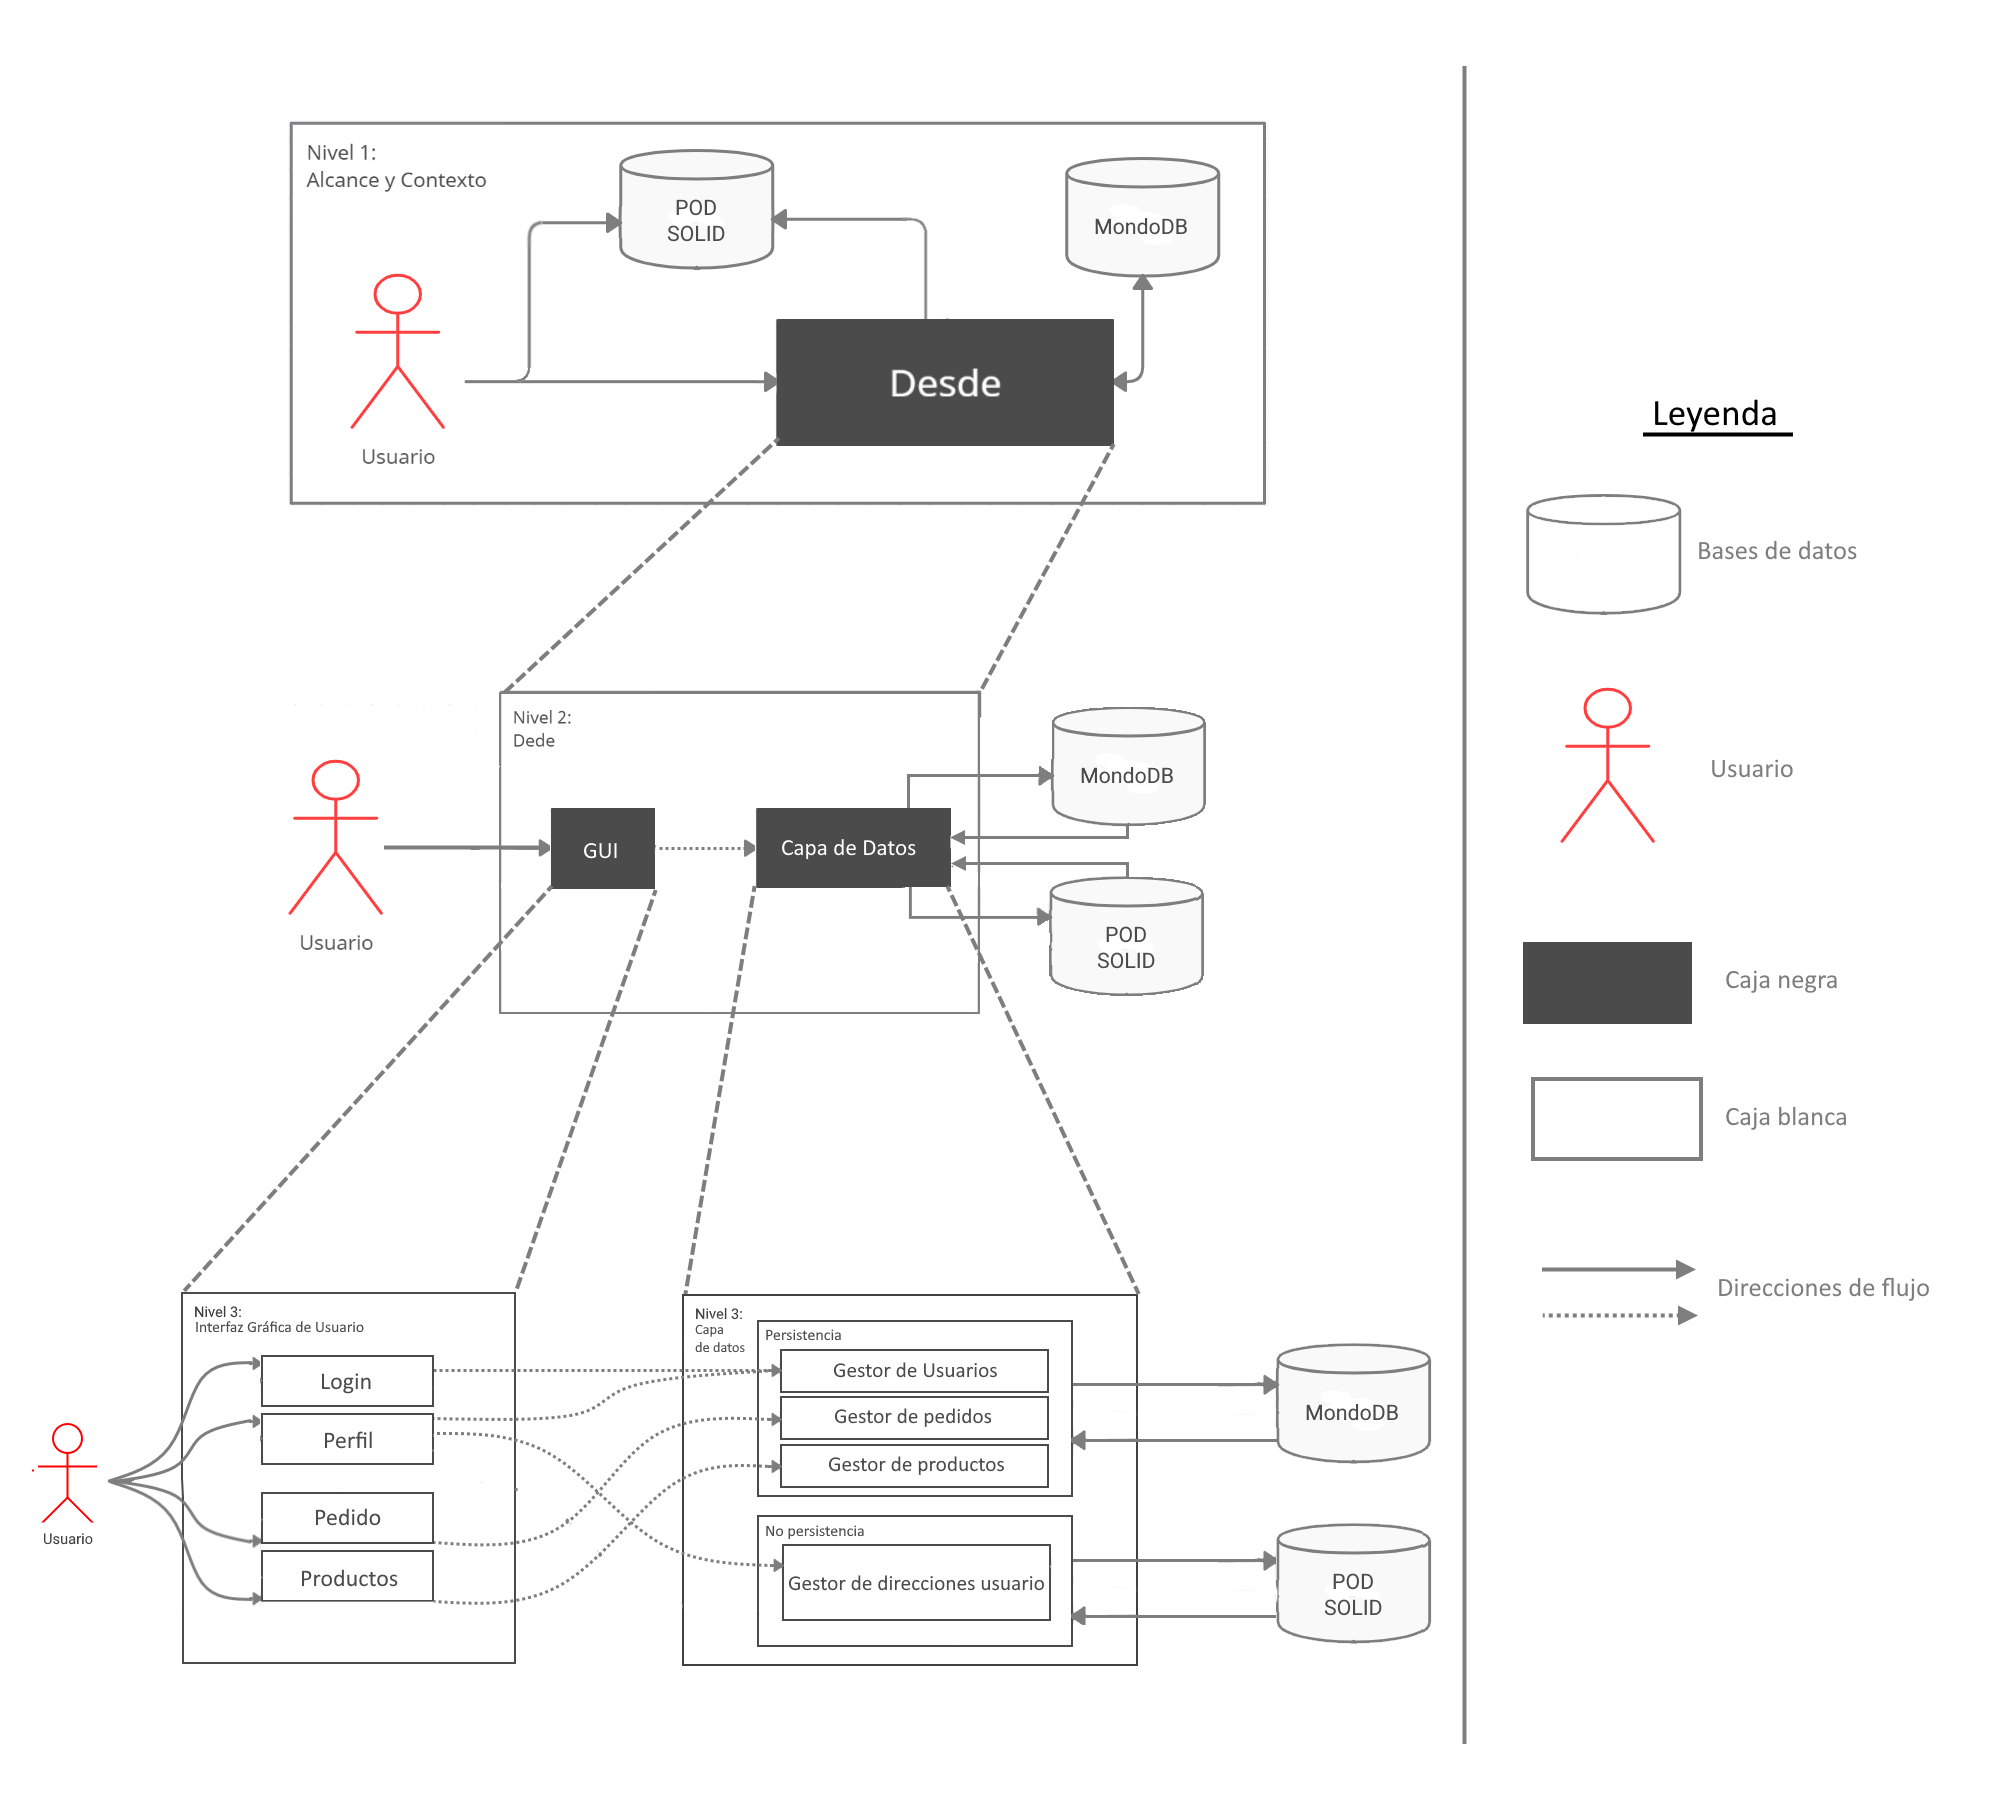 Nivel 1:
Alcance y Contexto
POD
SOLID
MondoDB
Desde
Usuario
Nivel 2:
Dede
MondoDB
GUI
Capa de Datos
Usuario
POD
SOLID
Nivel 3:
Interfaz Gráfica de Usuario
Login
Perfil
Pedido
Productos
Usuario
Nivel 3:
Capa
de datos
Persistencia
Gestor de Usuarios
Gestor de pedidos
Gestor de productos
No persistencia
Gestor de direcciones usuario
MondoDB
POD
SOLID
Leyenda
Bases de datos
Usuario
Caja negra
Caja blanca
Direcciones de flujo